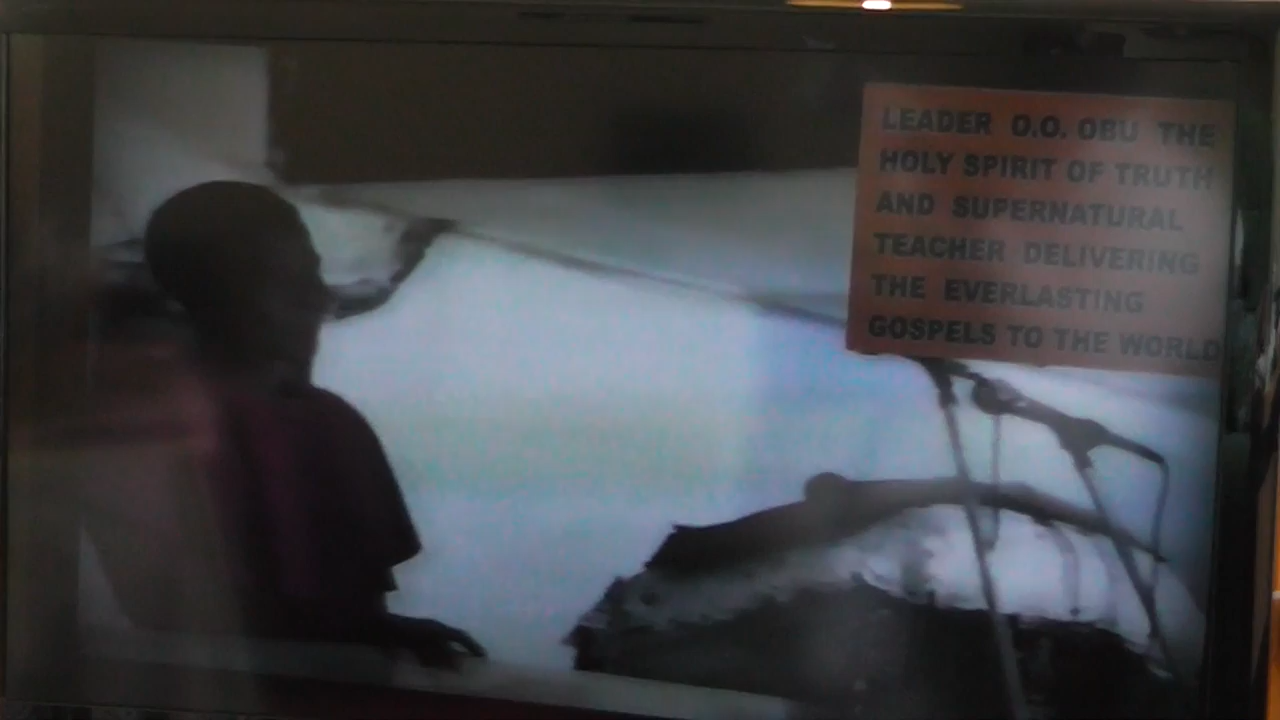 LEADER O.O. OBU THE
HOLY SPIRIT OF TRUTH
AND SUPERNATURAL
TEACHER DELIVERING
THE EVERLASTING
GOSPELS TO THE WORLD